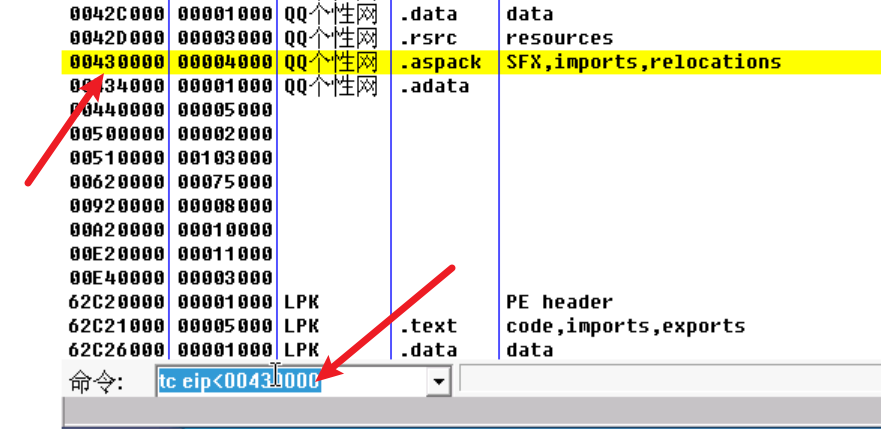 0042C000 00001000 QQ个性网 .data data
0042D000 00003000 QQ个性网 .rsrc resources
00430000 00004000 QQ个性网 .aspack SFX,imports,relocations
00434000 00001000 QQ个性网 .adata
00440000 00005000
00500000 00002000
00510000 00103000
00620000 00075000
00920000 00008000
00A20000 00010000
00E20000 00011000
00E40000 00003000
62C20000 00001000 LPK PE header
62C21000 00005000 LPK .text code,imports,exports
62C26000 00001000 LPK .data data
命令: tc eip<00430000